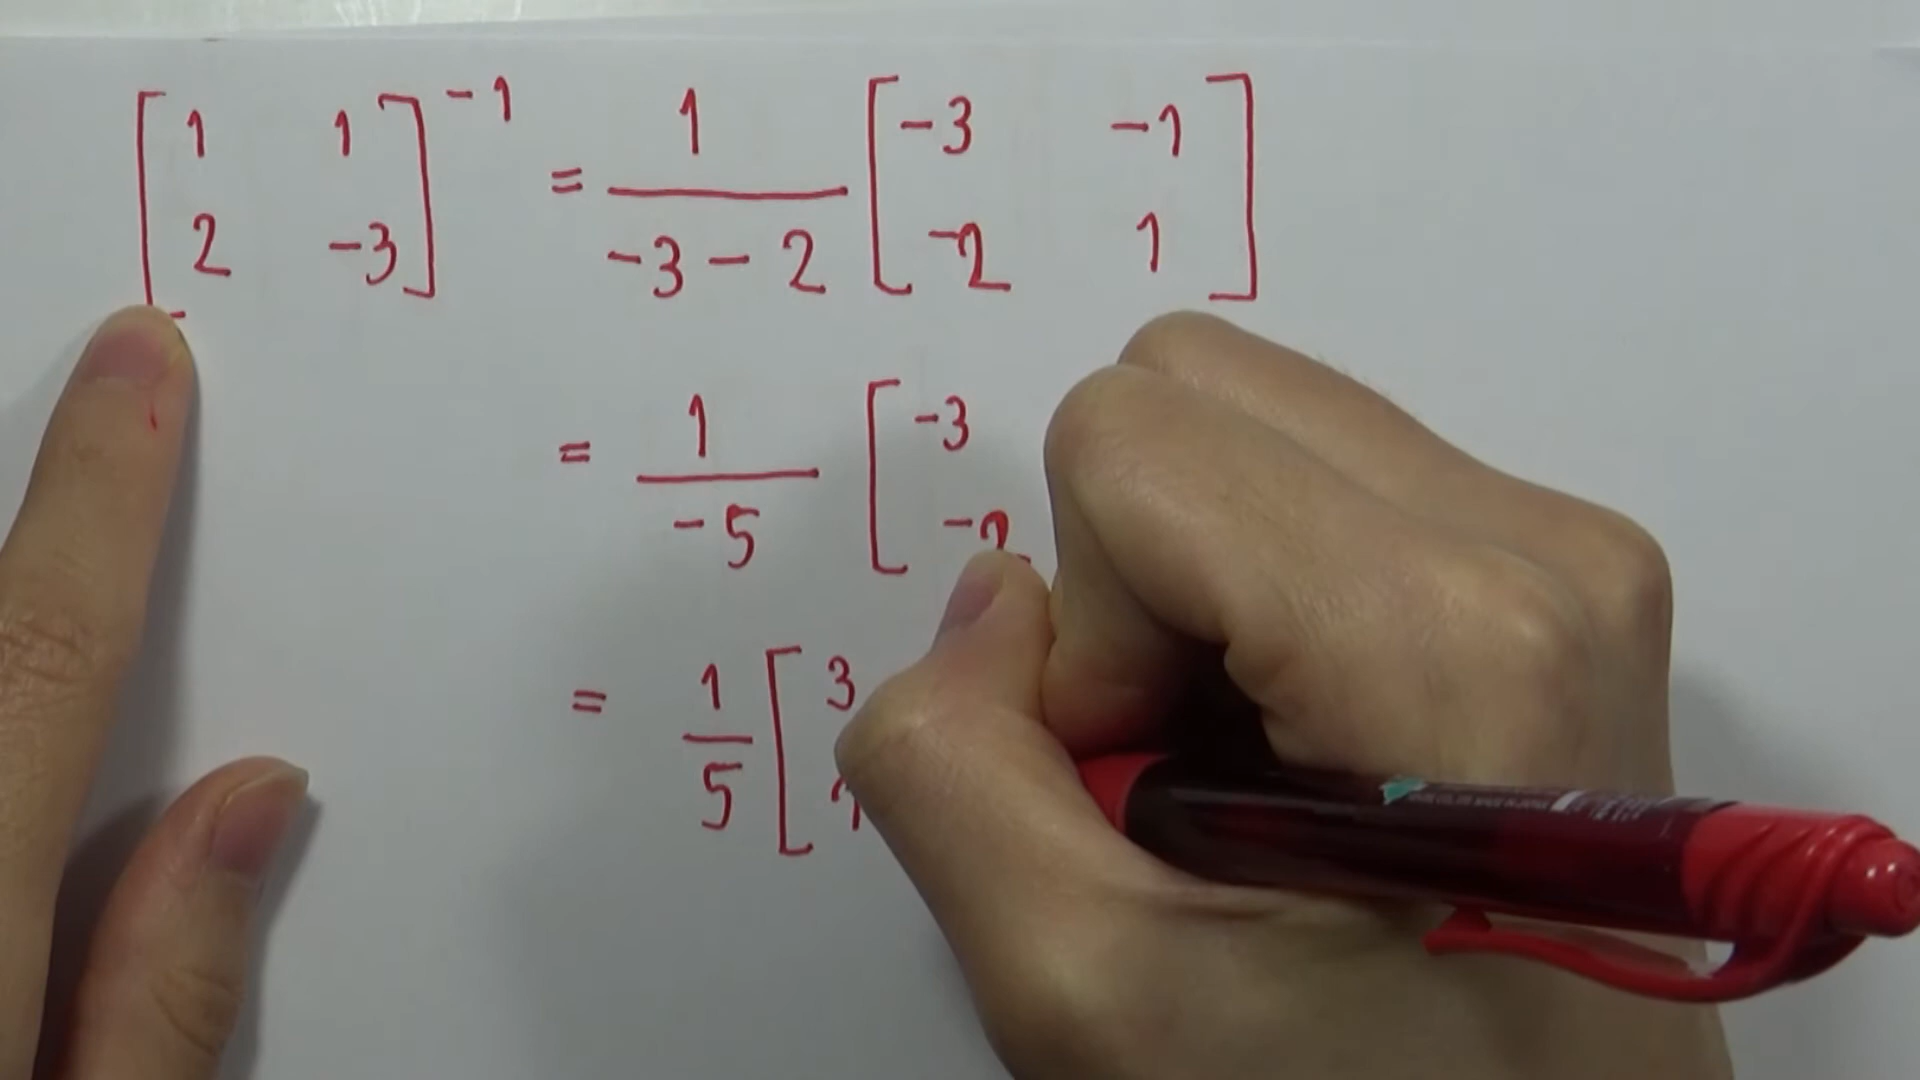 [1 1 2 -3]^-1 = 1/(-3-2) [-3 -1 -2 1]
= 1/-5 [-3 -2
= 1/5 [3